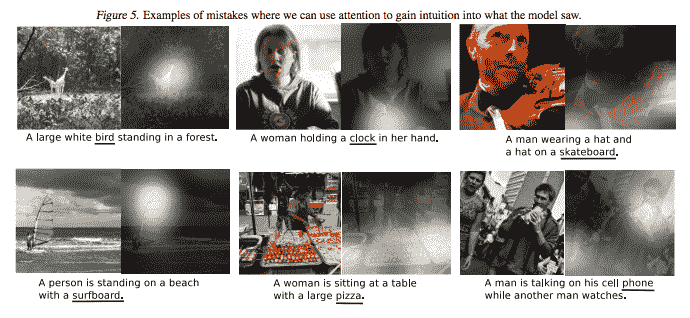 Figure 5. Examples of mistakes where we can use attention to gain intuition into what the model saw.
A large white bird standing in a forest.
A woman holding a clock in her hand.
A man wearing a hat and
a hat on a skateboard.
A person is standing on a beach
with a surfboard.
A woman is sitting at a table
with a large pizza.
A man is talking on his cell phone
while another man watches.